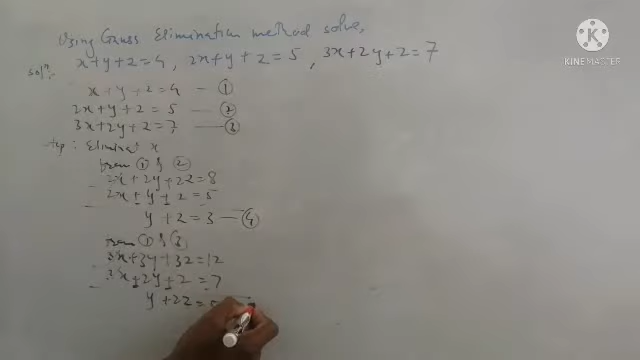 Using Gauss Elimination method solve,
x+y+z=4, 2x+y+z=5, 3x+2y+z=7
KINEMASTER
solⁿ:
x+y+z=4 — ①
2x+y+z=5 — ②
3x+2y+z=7 — ③
step: Eliminat x
from ① & ②
2x+2y+2z=8
2x+y+z=5
y+z=3 — ④
from ① & ③
3x+3y+3z=12
3x+2y+z=7
y+2z=5